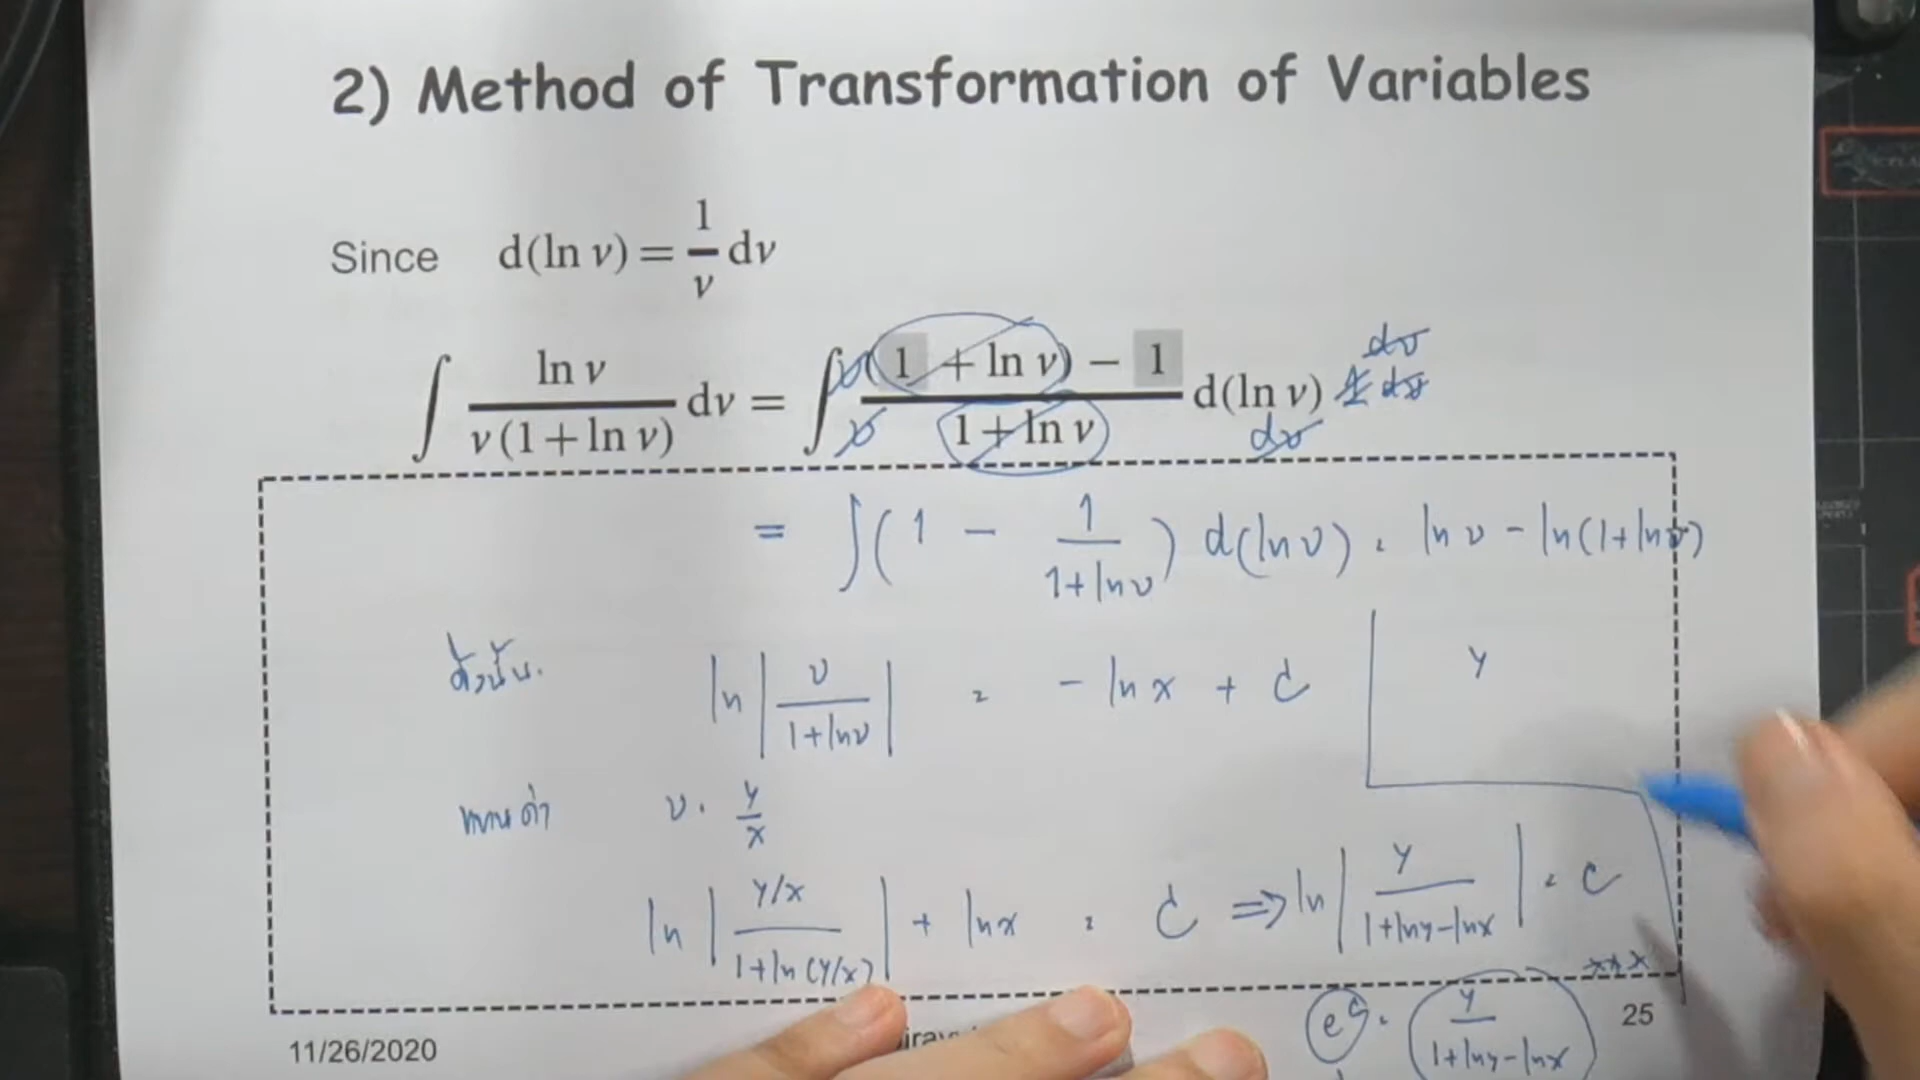 2) Method of Transformation of Variables
Since d(ln v) = 1/v dv
∫ ln v / v(1+ln v) dv = ∫ (1 + ln v) − 1 / 1+ln v d(ln v) dv
= ∫(1 − 1/1+ln v) d(ln v) = ln v − ln(1+ln v)
ดังนั้น
ln |v / 1+ln v| = − ln x + C
y
แทนค่า v = y/x
ln |y/x / 1+ln(y/x)| + ln x = C ⇒ ln |y / 1+ln y−ln x| = C
***
e^c = y / 1+ln y−ln x
25
11/26/2020